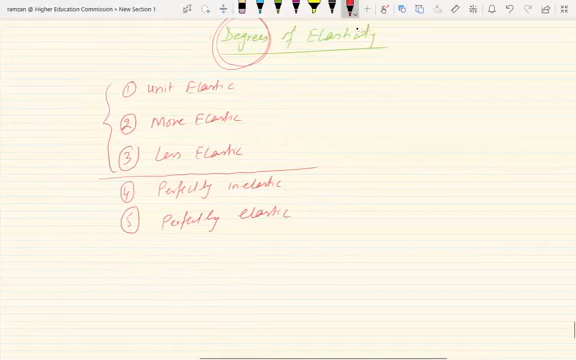 ramzan @ Higher Education Commission » New Section 1
Degrees of Elasticity
1 Unit Elastic
2 More Elastic
3 Less Elastic
4 Perfectly inelastic
5 Perfectly elastic